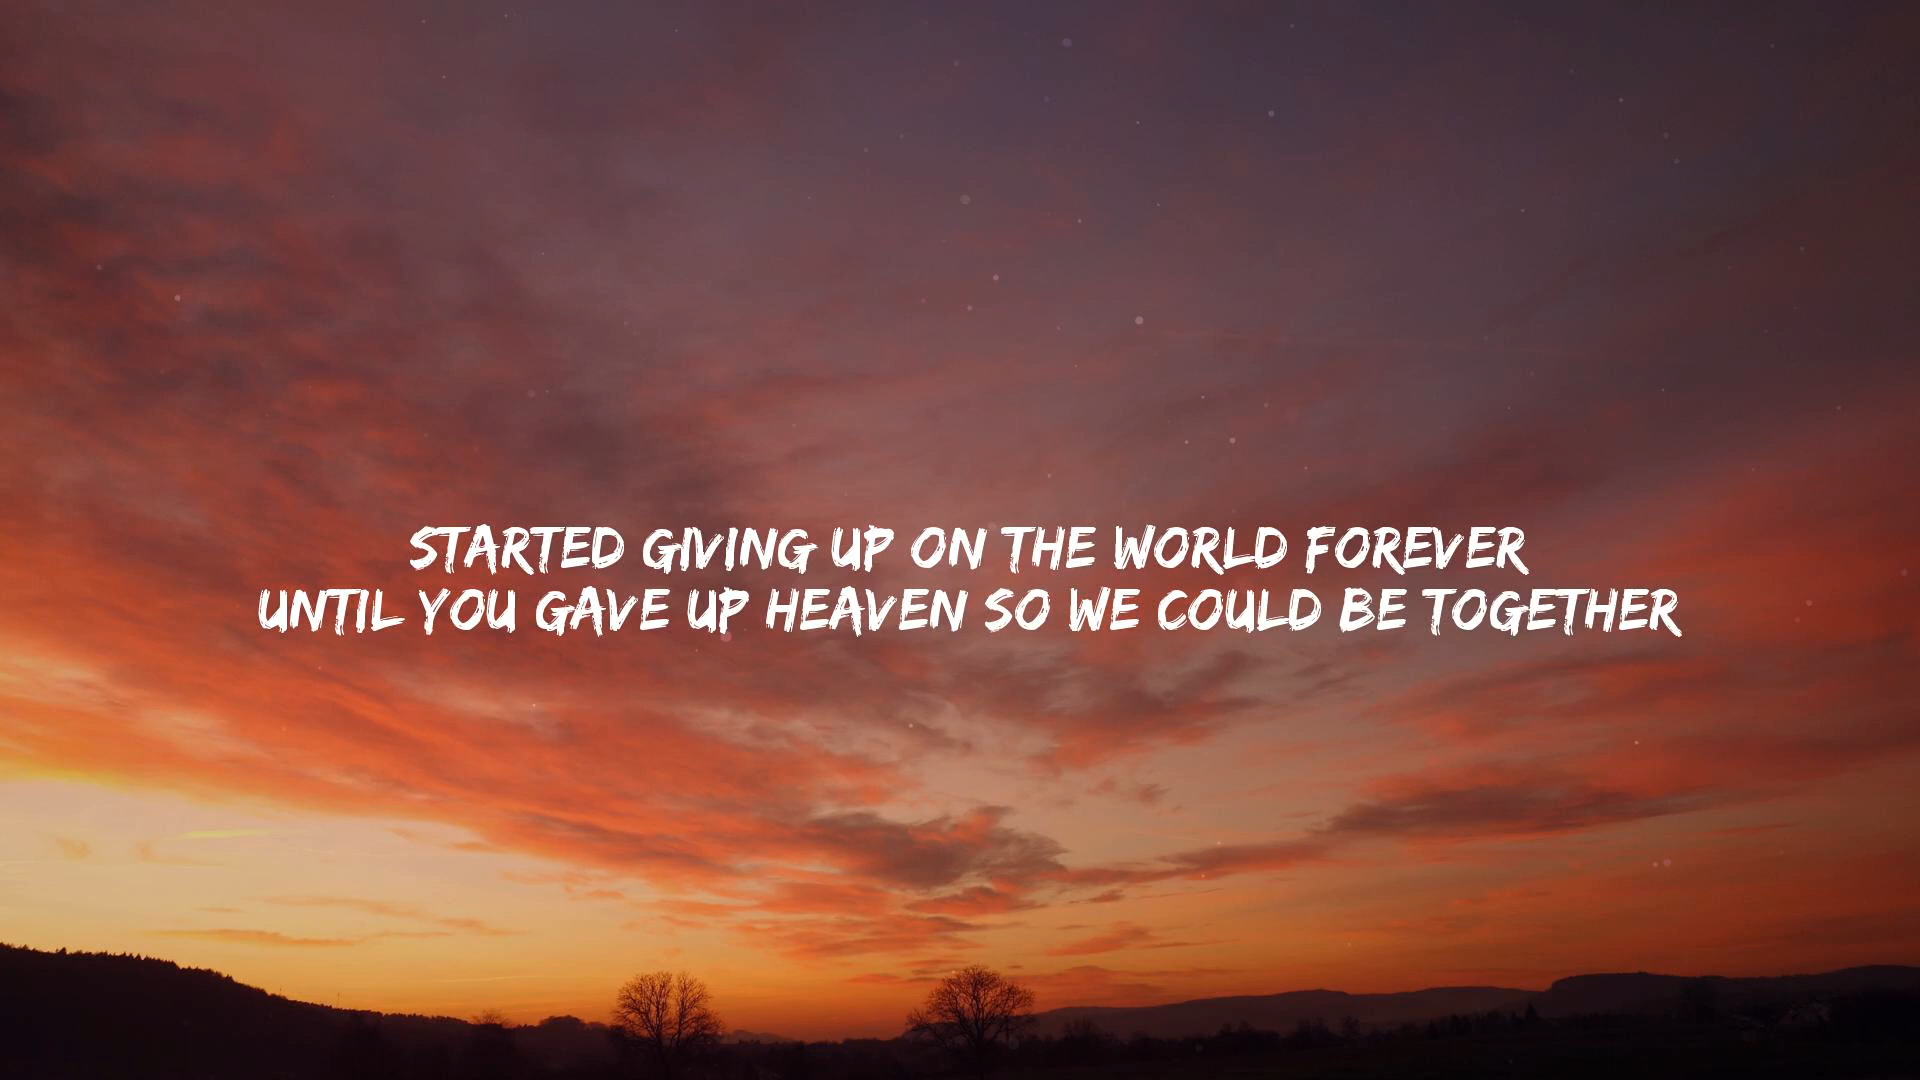 STARTED GIVING UP ON THE WORLD FOREVER
UNTIL YOU GAVE UP HEAVEN SO WE COULD BE TOGETHER